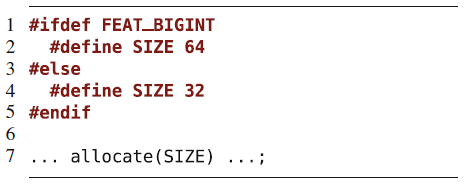 1 #ifdef FEAT_BIGINT
2   #define SIZE 64
3 #else
4   #define SIZE 32
5 #endif
6
7 ... allocate(SIZE) ...;